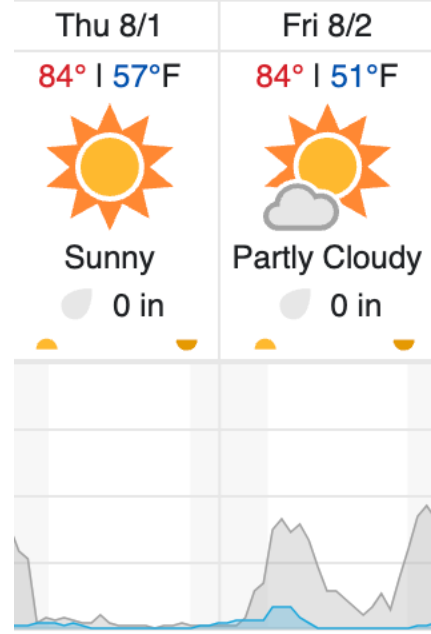 Thu 8/1 Fri 8/2
84° | 57°F 84° | 51°F
Sunny Partly Cloudy
0 in 0 in